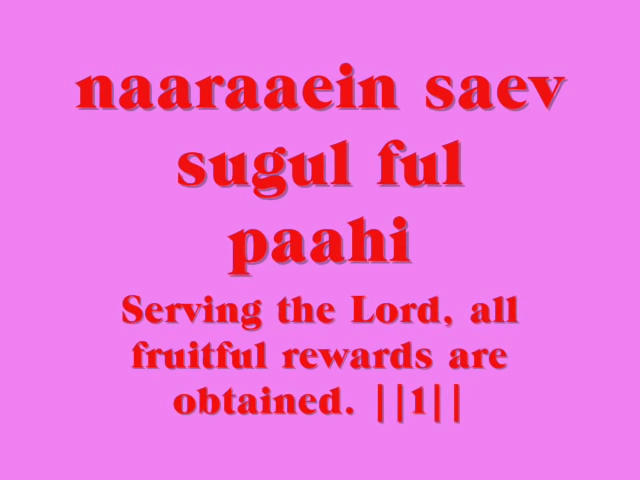 naaraaein saev
sugul ful
paahi
Serving the Lord, all
fruitful rewards are
obtained. ||1||